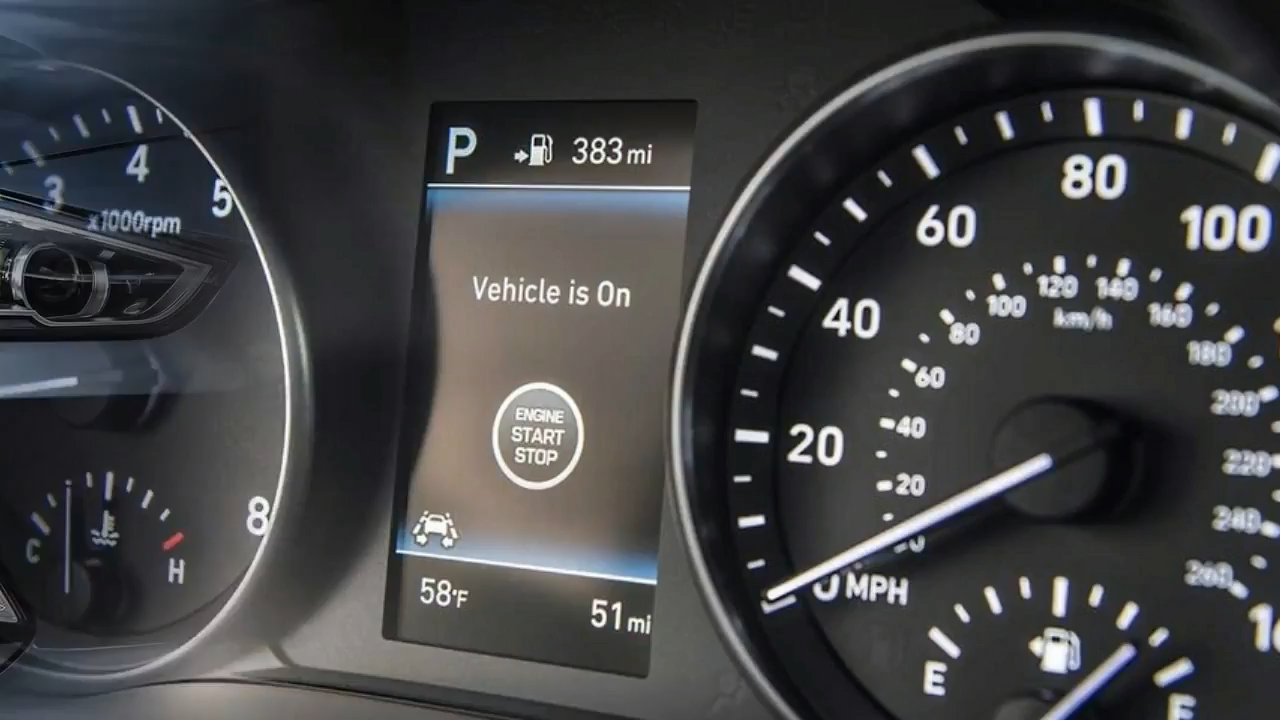 3
4
5
x1000rpm
8
C
H
P
383 mi
Vehicle is On
ENGINE
START
STOP
58°F
51 mi
20
40
60
80
100
MPH
20
40
60
80
100
120
140
160
180
200
220
240
260
km/h
E
F